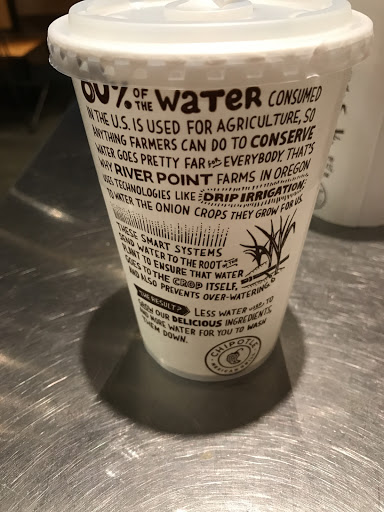 80% OF THE WATER CONSUMED
IN THE U.S. IS USED FOR AGRICULTURE, SO
ANYTHING FARMERS CAN DO TO CONSERVE
WATER GOES PRETTY FAR FOR EVERYBODY. THAT'S
WHY RIVER POINT FARMS IN OREGON
USES TECHNOLOGIES LIKE DRIP IRRIGATION
TO WATER THE ONION CROPS THEY GROW FOR US.
THESE SMART SYSTEMS
SEND WATER TO THE ROOT OF THE
PLANT TO ENSURE THAT WATER
GOES TO THE CROP ITSELF,
AND ALSO PREVENTS OVER-WATERING.
THE RESULT? LESS WATER USED TO
GROW OUR DELICIOUS INGREDIENTS,
AND MORE WATER FOR YOU TO WASH
THEM DOWN.
CHIPOTLE
MEXICAN GRILL